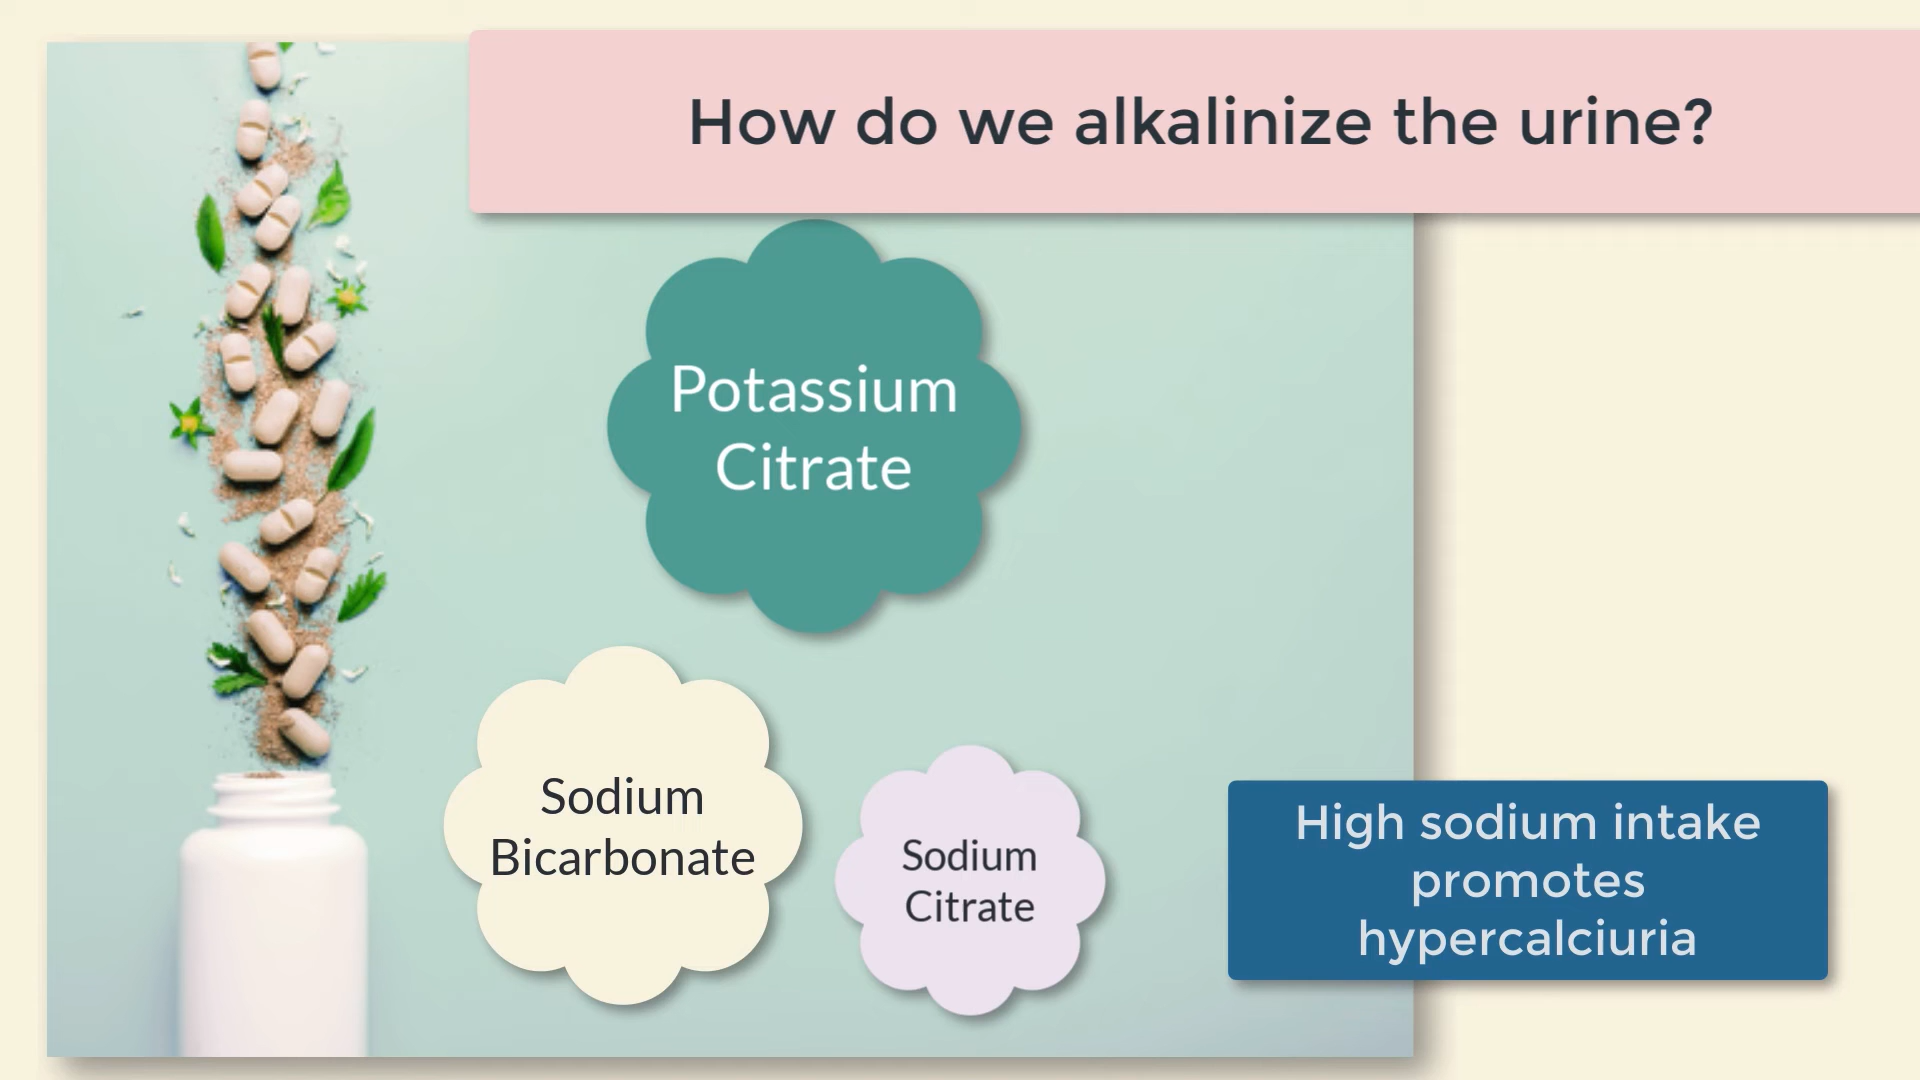 How do we alkalinize the urine?
Potassium
Citrate
Sodium
Bicarbonate
Sodium
Citrate
High sodium intake
promotes
hypercalciuria